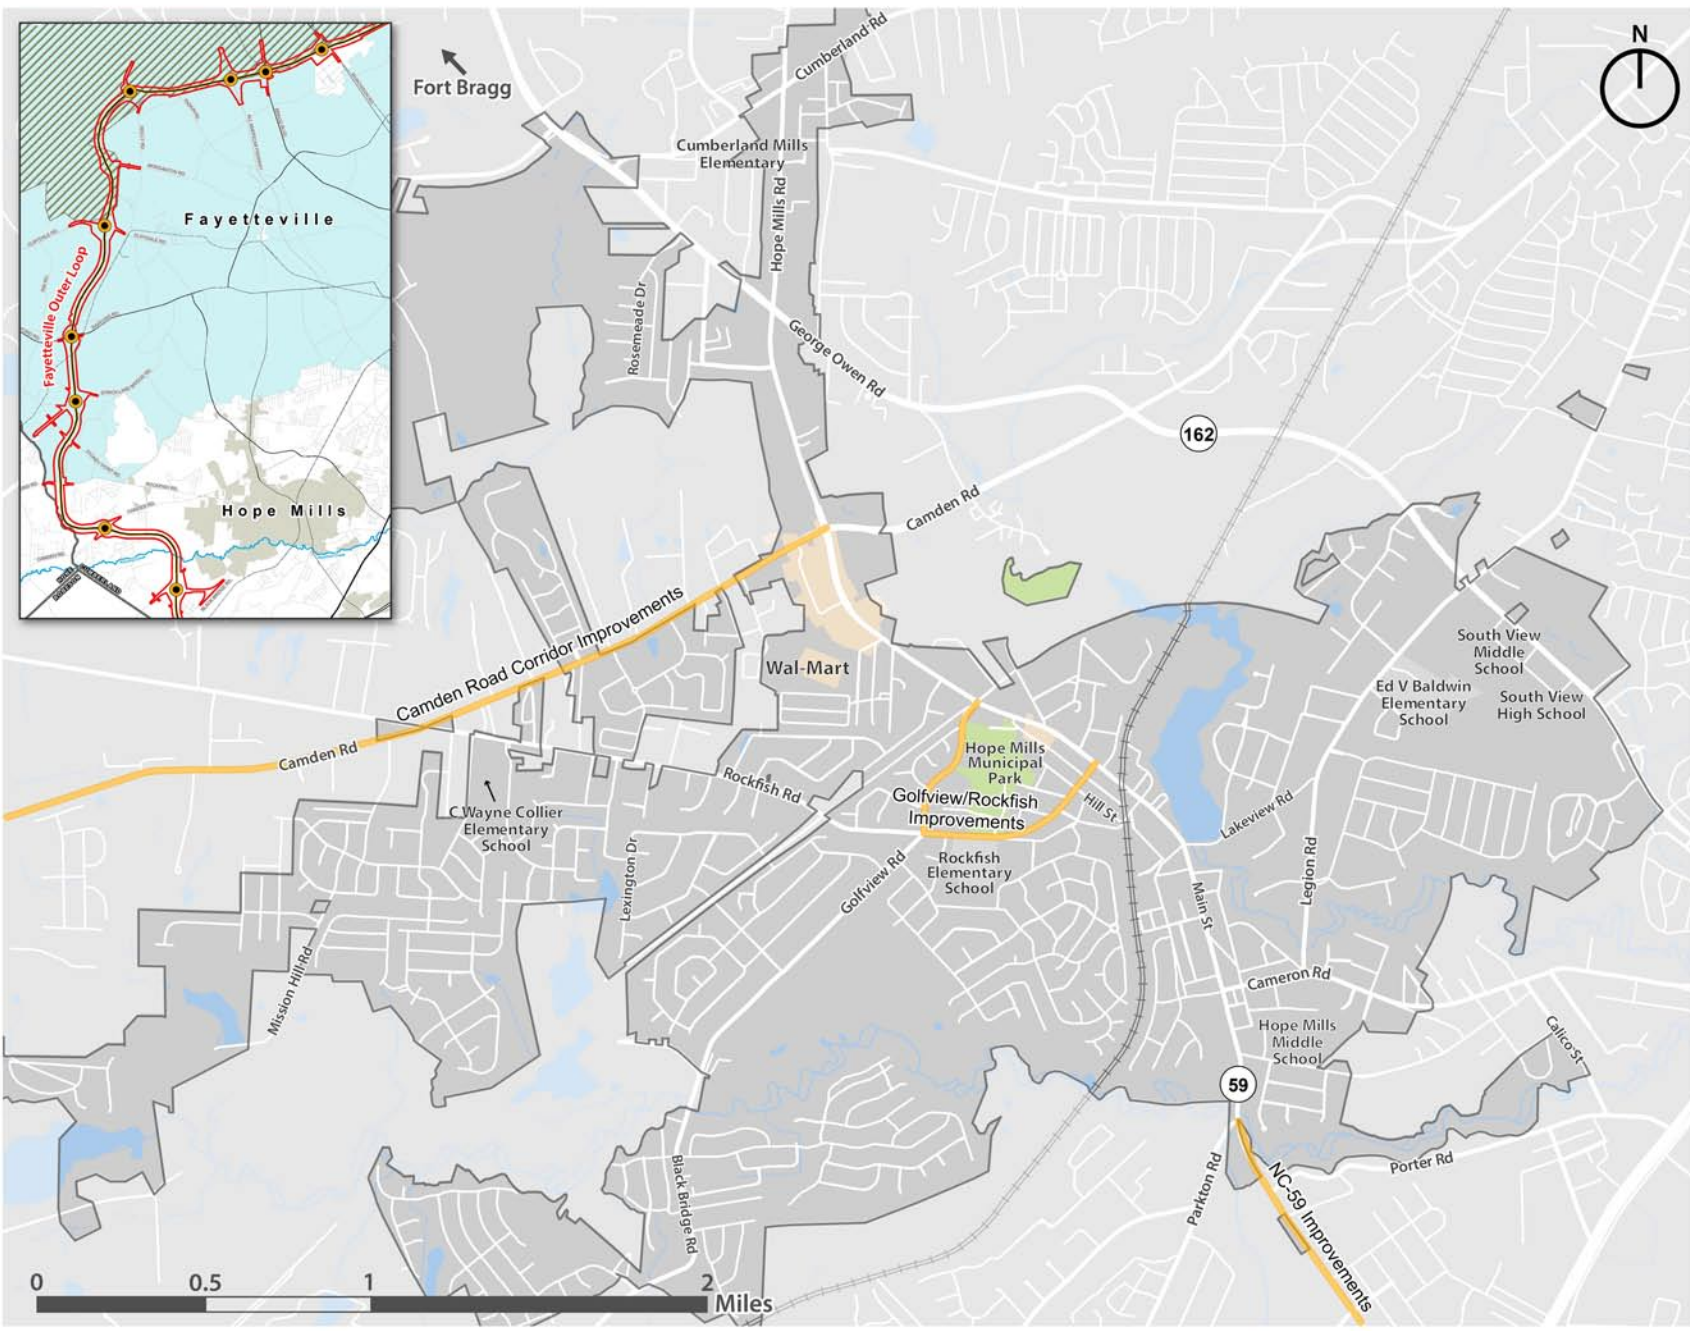 N
Fort Bragg
Cumberland Rd
Cumberland Mills
Elementary
Hope Mills Rd
Fayetteville
Fayetteville Outer Loop
Hope Mills
Rosemeade Dr
George Owen Rd
162
Camden Rd
Camden Road Corridor Improvements
Wal-Mart
South View
Middle
School
Ed V Baldwin
Elementary
School
South View
High School
Camden Rd
Hope Mills
Municipal
Park
Rockfish Rd
Golfview/Rockfish
Improvements
Hill St
Lakeview Rd
C Wayne Collier
Elementary
School
Lexington Dr
Golfview Rd
Rockfish
Elementary
School
Legion Rd
Main St
Mission Hill Rd
Cameron Rd
Hope Mills
Middle
School
Calico St
59
Black Bridge Rd
Parkton Rd
Porter Rd
NC-59 Improvements
0 0.5 1 2
Miles